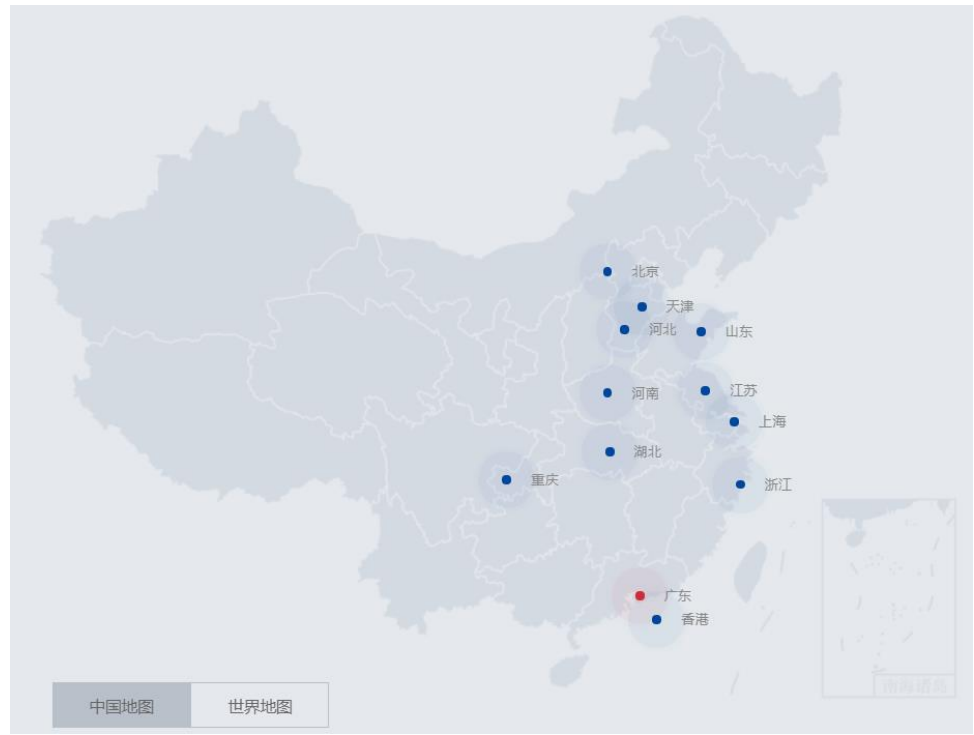 北京
天津
河北
山东
河南
江苏
上海
湖北
重庆
浙江
广东
香港
南海诸岛
中国地图
世界地图